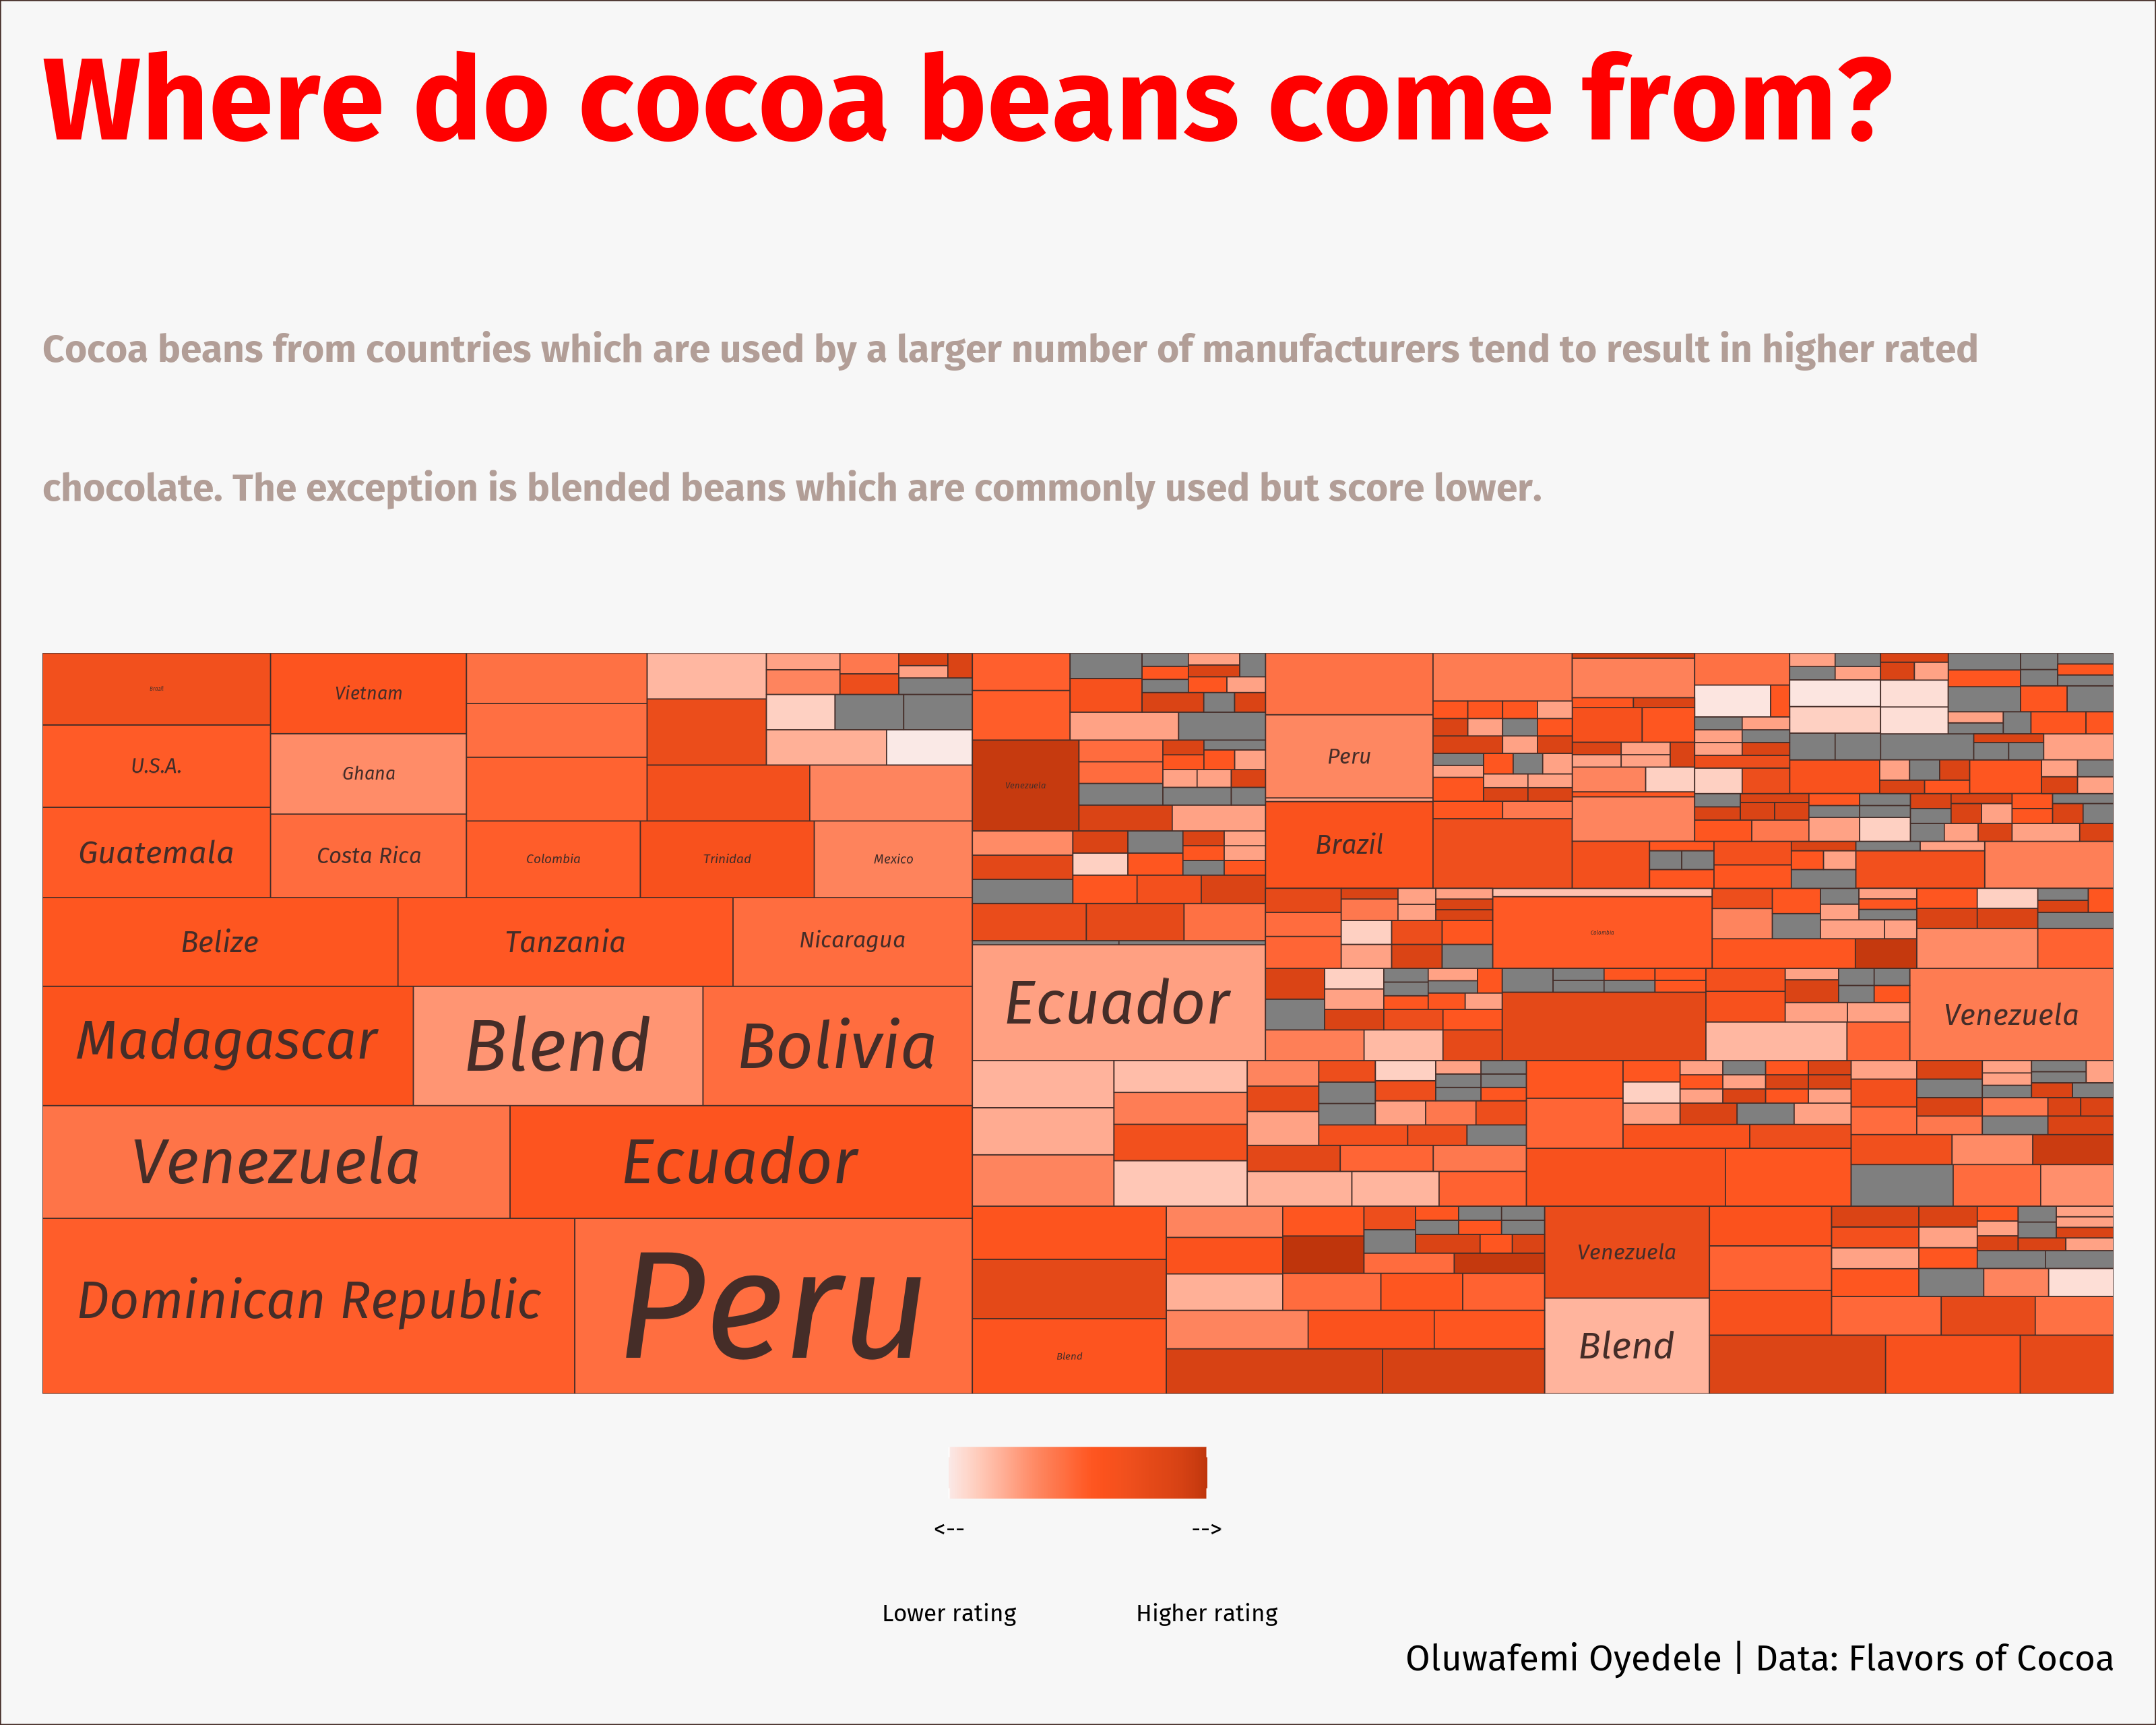 Where do cocoa beans come from?
Cocoa beans from countries which are used by a larger number of manufacturers tend to result in higher rated
chocolate. The exception is blended beans which are commonly used but score lower.
Brazil
Vietnam
U.S.A.
Ghana
Guatemala
Costa Rica
Colombia
Trinidad
Mexico
Belize
Tanzania
Nicaragua
Madagascar
Blend
Bolivia
Venezuela
Ecuador
Dominican Republic
Peru
Venezuela
Ecuador
Blend
Peru
Brazil
Colombia
Venezuela
Venezuela
Blend
<-- -->
Lower rating Higher rating
Oluwafemi Oyedele | Data: Flavors of Cocoa